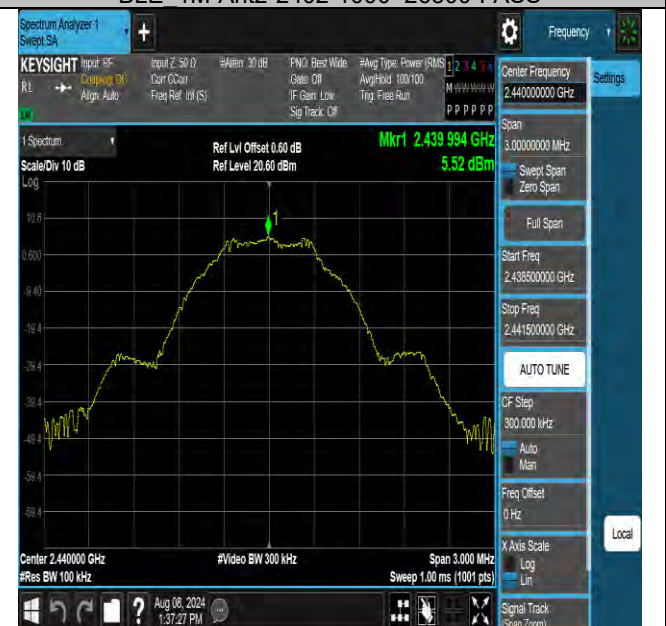 Spectrum Analyzer 1
Swept SA
Frequency
KEYSIGHT
RL
Input: RF
Coupling: DC
Align: Auto
Input Z: 50 Ω
Corr CCorr
Freq Ref: Int (S)
#Atten: 30 dB
PNO: Best Wide
Gate: Off
IF Gain: Low
Sig Track: Off
#Avg Type: Power (RMS
Avg|Hold: 100/100
Trig: Free Run
1 2 3 4 5 6
M W W W W W
P P P P P P
Center Frequency
2.440000000 GHz
Settings
Span
3.00000000 MHz
Swept Span
Zero Span
Full Span
Start Freq
2.438500000 GHz
Stop Freq
2.441500000 GHz
AUTO TUNE
CF Step
300.000 kHz
Auto
Man
Freq Offset
0 Hz
X Axis Scale
Log
Lin
Local
Signal Track
(Span Zoom)
1 Spectrum
Scale/Div 10 dB
Log
Ref Lvl Offset 0.60 dB
Ref Level 20.60 dBm
Mkr1 2.439 994 GHz
5.52 dBm
1
10.6
0.600
-9.40
-19.4
-29.4
-39.4
-49.4
-59.4
-69.4
Center 2.440000 GHz
#Res BW 100 kHz
#Video BW 300 kHz
Span 3.000 MHz
Sweep 1.00 ms (1001 pts)
?
Aug 08, 2024
1:37:27 PM